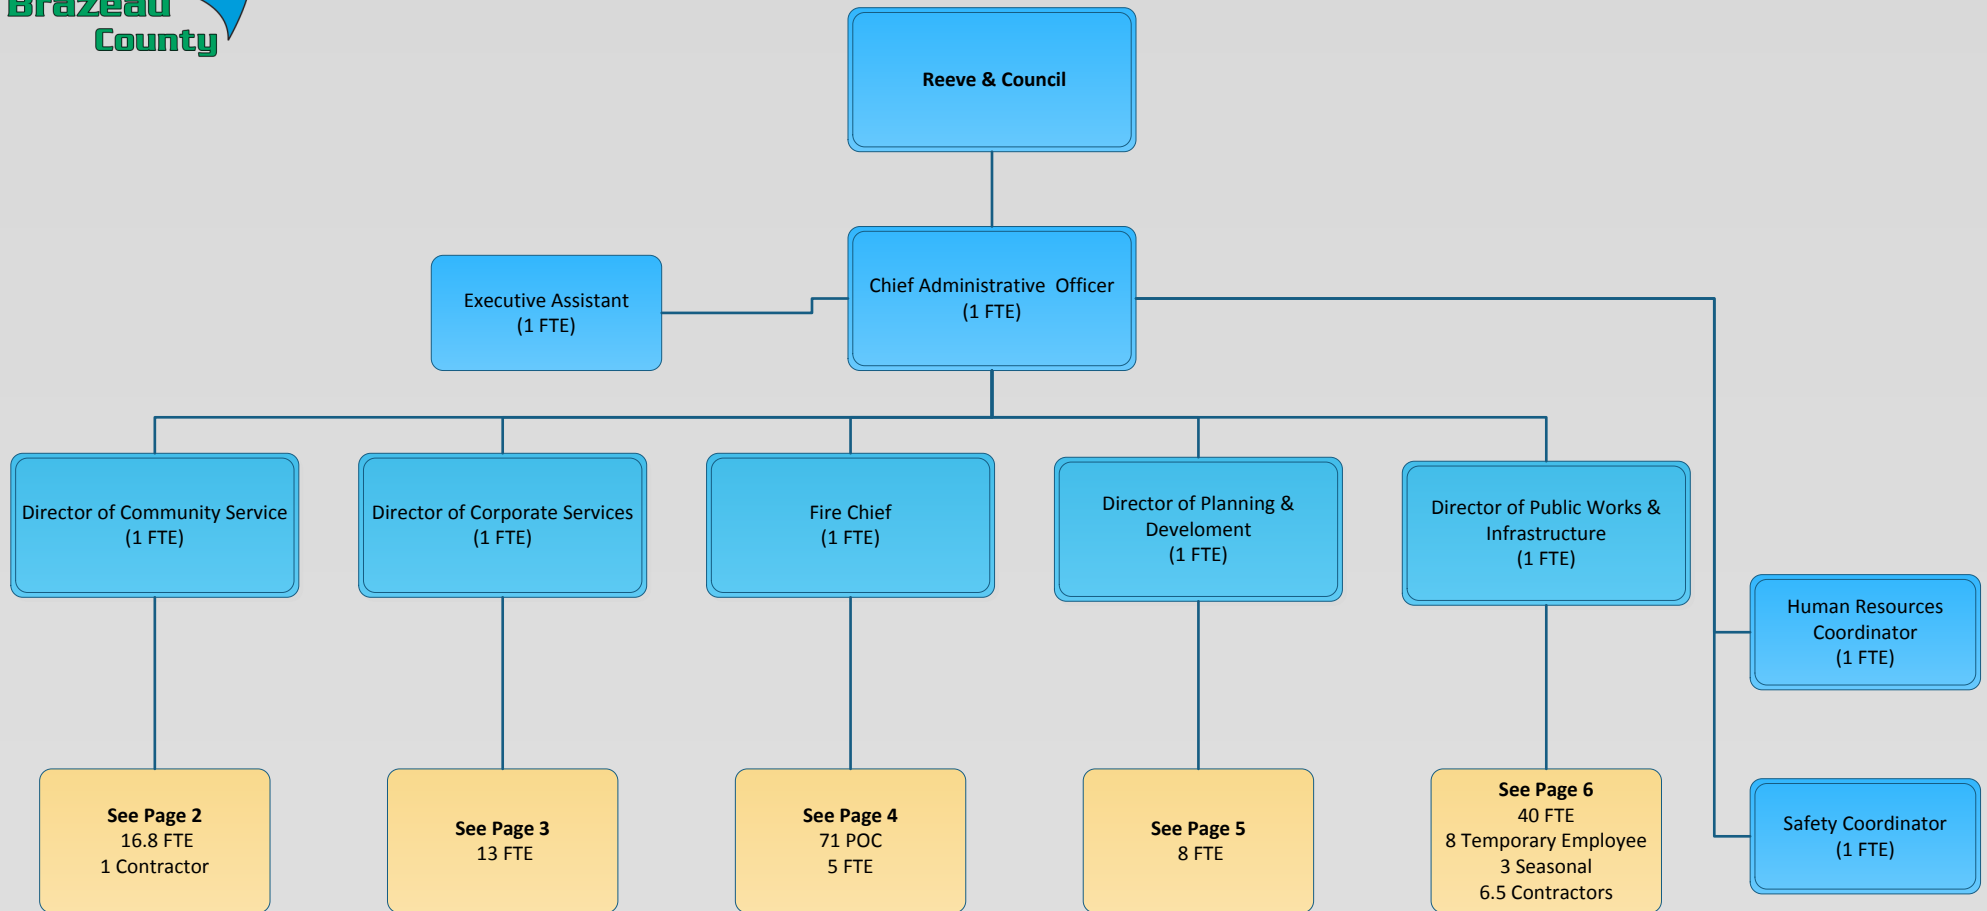 Brazeau
County
Reeve & Council
Chief Administrative Officer
(1 FTE)
Executive Assistant
(1 FTE)
Director of Community Service
(1 FTE)
Director of Corporate Services
(1 FTE)
Fire Chief
(1 FTE)
Director of Planning &
Develoment
(1 FTE)
Director of Public Works &
Infrastructure
(1 FTE)
Human Resources
Coordinator
(1 FTE)
Safety Coordinator
(1 FTE)
See Page 2
16.8 FTE
1 Contractor
See Page 3
13 FTE
See Page 4
71 POC
5 FTE
See Page 5
8 FTE
See Page 6
40 FTE
8 Temporary Employee
3 Seasonal
6.5 Contractors